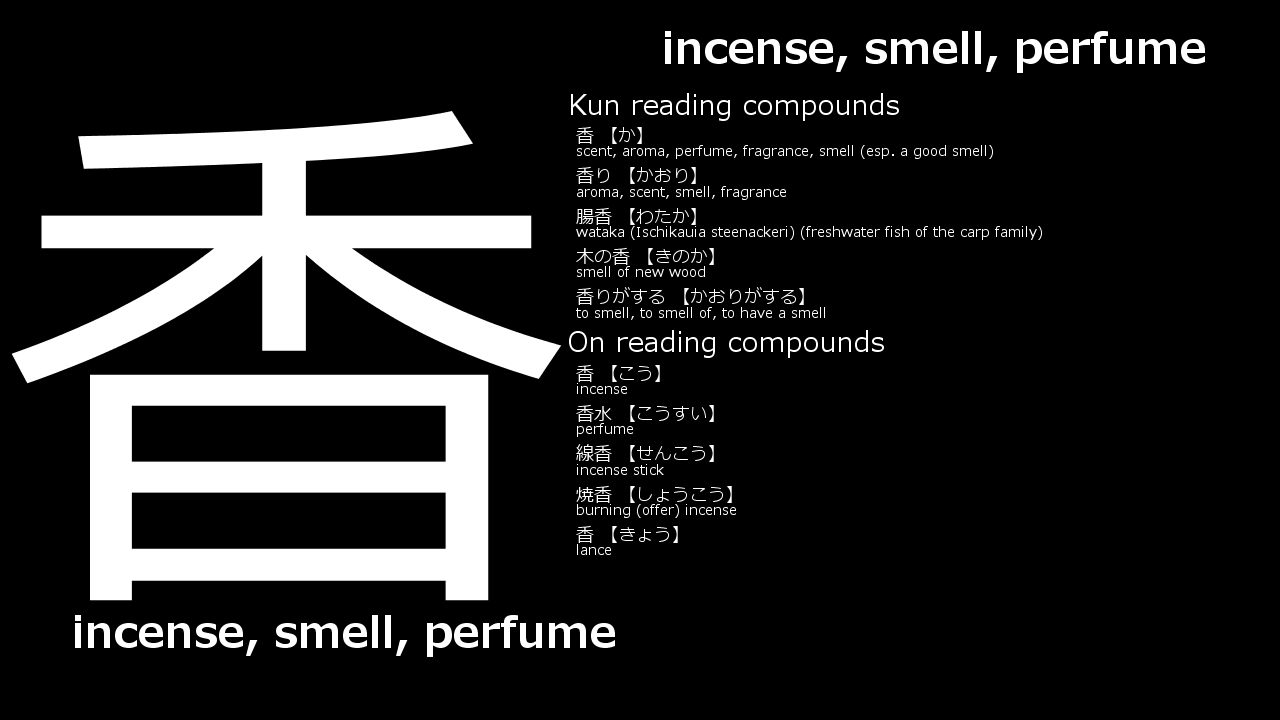 香
incense, smell, perfume
incense, smell, perfume
Kun reading compounds
香 【か】
scent, aroma, perfume, fragrance, smell (esp. a good smell)
香り 【かおり】
aroma, scent, smell, fragrance
腸香 【わたか】
wataka (Ischikauia steenackeri) (freshwater fish of the carp family)
木の香 【きのか】
smell of new wood
香りがする 【かおりがする】
to smell, to smell of, to have a smell
On reading compounds
香 【こう】
incense
香水 【こうすい】
perfume
線香 【せんこう】
incense stick
焼香 【しょうこう】
burning (offer) incense
香 【きょう】
lance